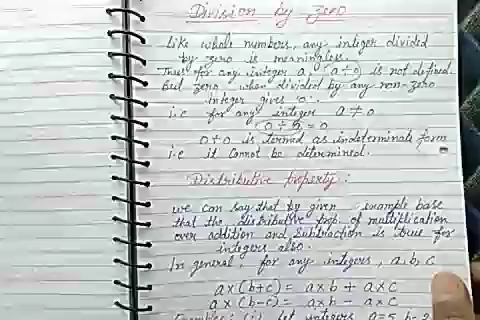 Division by zero
Like whole numbers, any integer divided
by zero is meaningless.
Thus for any integer a, (a ÷ 0) is not defined.
But zero, when divided by any non-zero
integer gives '0'.
i.e for any integer a ≠ 0
0 ÷ a = 0
0 ÷ 0 is termed as indeterminate form
i.e it cannot be determined.
Distributive property :
we can say that by given example base
that the distributive prop. of multiplication
over addition and subtraction is true for
integers also.
In general, for any integers, a, b, c
a×(b+c) = a×b + a×c
a×(b-c) = a×b - a×c
(i) let integers a=5, b=